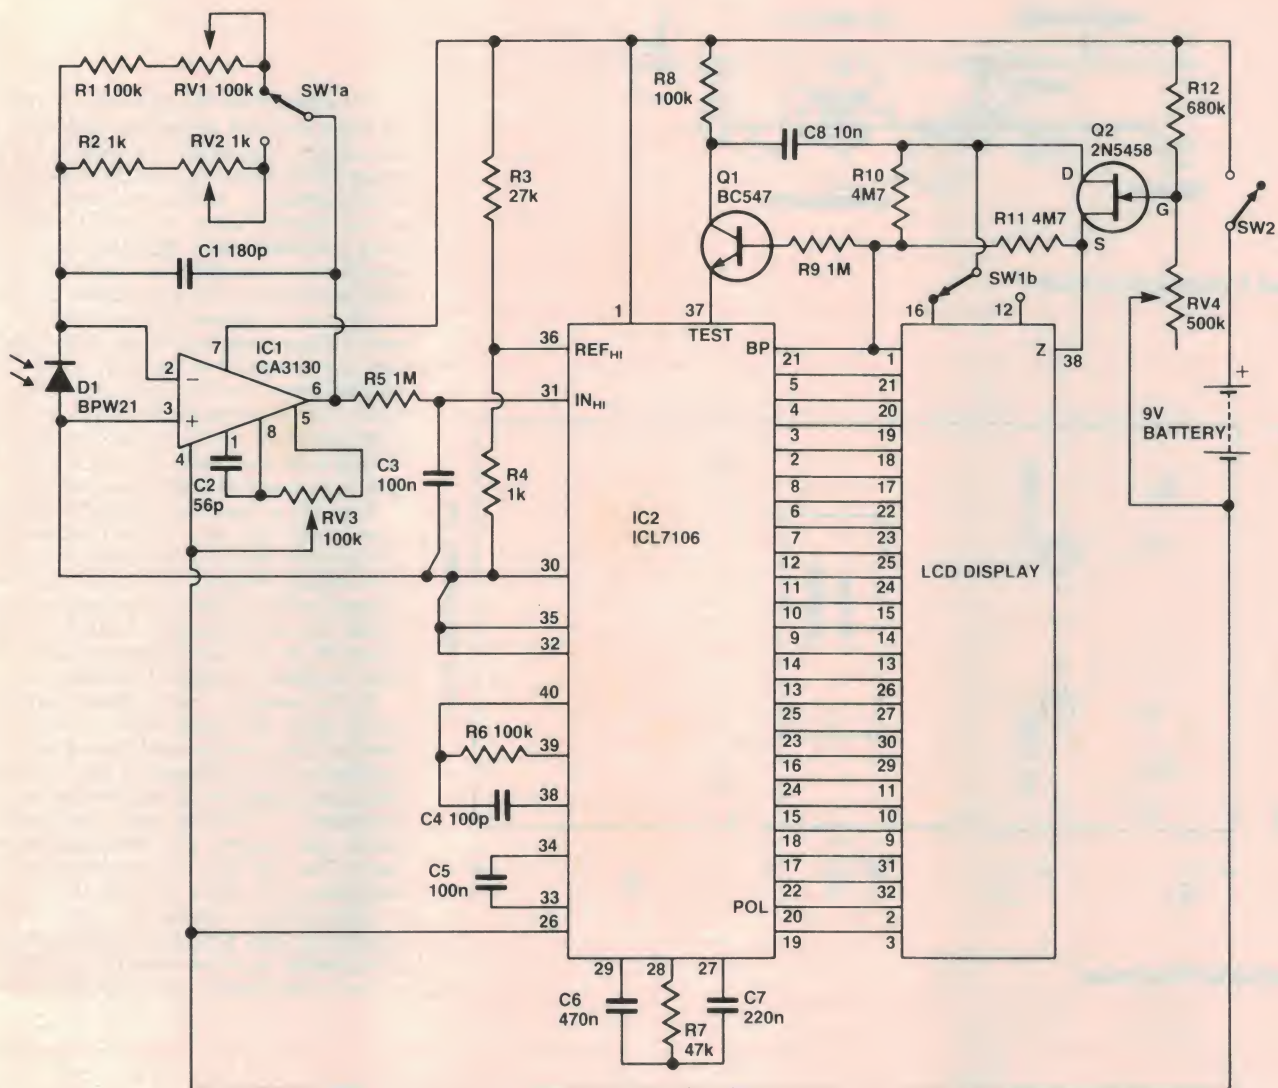 R1 100k
RV1 100k
SW1a
R2 1k
RV2 1k
C1 180p
D1
BPW21
IC1
CA3130
2
−
3
+
7
6
5
4
1
8
C2
56p
RV3
100k
R5 1M
C3
100n
R3
27k
R4
1k
R8
100k
C8 10n
Q1
BC547
R9 1M
R10
4M7
R11 4M7
Q2
2N5458
D
G
S
R12
680k
SW2
RV4
500k
SW1b
16
12
+
9V
BATTERY
1
37
TEST
36
REFHI
31
INHI
30
35
32
40
R6 100k
39
38
C4 100p
34
C5
100n
33
26
IC2
ICL7106
BP
POL
LCD DISPLAY
Z
38
21 1
5 21
4 20
3 19
2 18
8 17
6 22
7 23
12 25
11 24
10 15
9 14
14 13
13 26
25 27
23 30
16 29
24 11
15 10
18 9
17 31
22 32
20 2
19 3
29
28
27
C6
470n
R7
47k
C7
220n